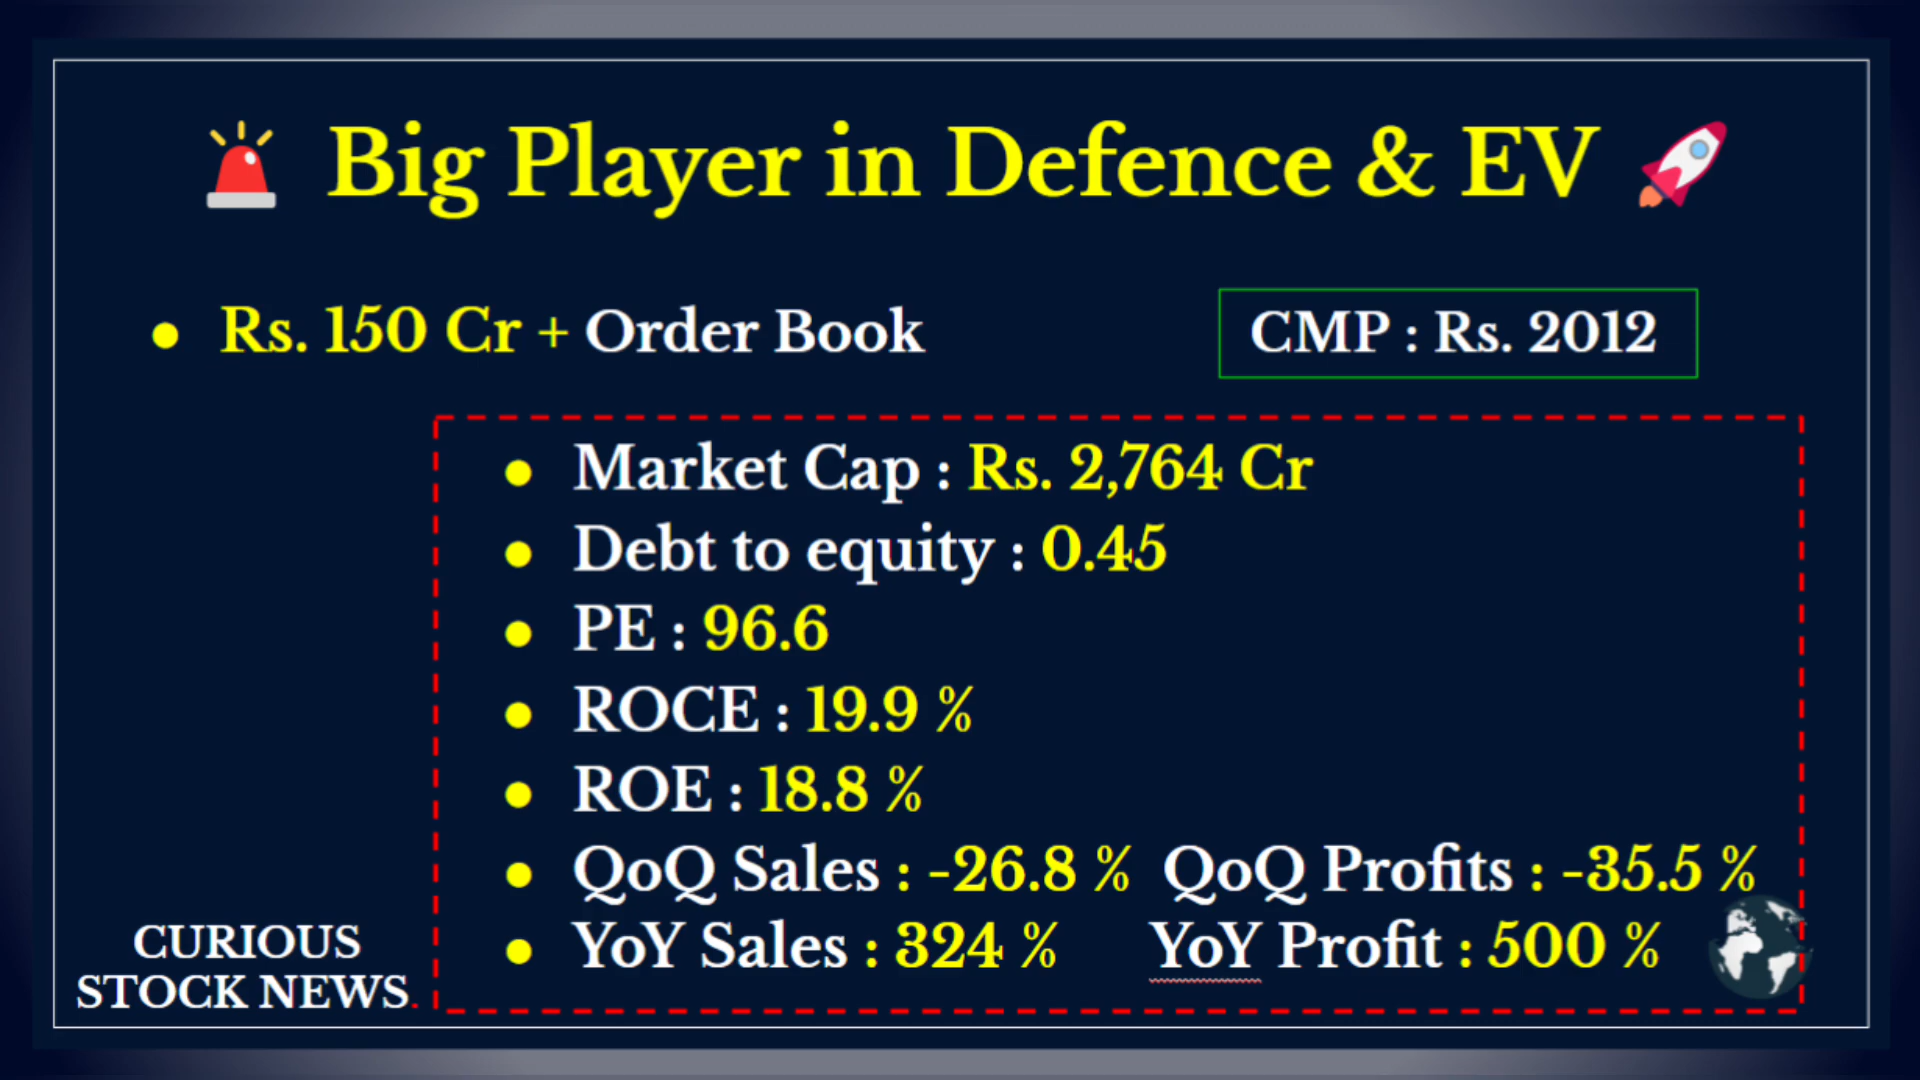 Big Player in Defence & EV
Rs. 150 Cr + Order Book
CMP : Rs. 2012
Market Cap : Rs. 2,764 Cr
Debt to equity : 0.45
PE : 96.6
ROCE : 19.9 %
ROE : 18.8 %
QoQ Sales : -26.8 % QoQ Profits : -35.5 %
YoY Sales : 324 % YoY Profit : 500 %
CURIOUS
STOCK NEWS.